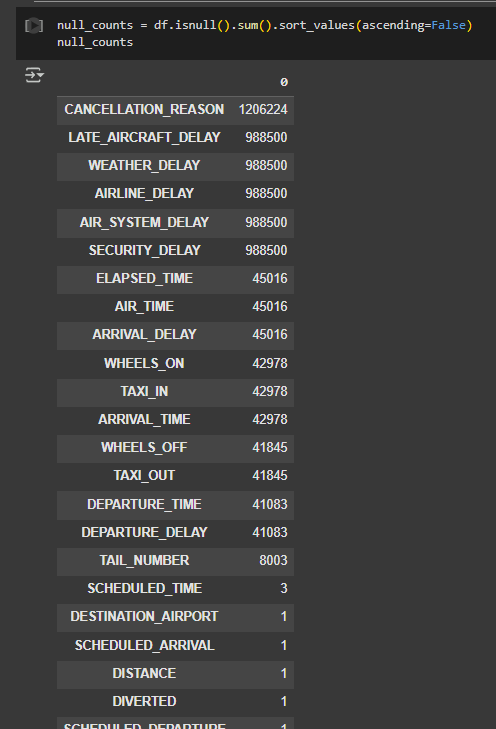 null_counts = df.isnull().sum().sort_values(ascending=False)
null_counts
0
CANCELLATION_REASON 1206224
LATE_AIRCRAFT_DELAY 988500
WEATHER_DELAY 988500
AIRLINE_DELAY 988500
AIR_SYSTEM_DELAY 988500
SECURITY_DELAY 988500
ELAPSED_TIME 45016
AIR_TIME 45016
ARRIVAL_DELAY 45016
WHEELS_ON 42978
TAXI_IN 42978
ARRIVAL_TIME 42978
WHEELS_OFF 41845
TAXI_OUT 41845
DEPARTURE_TIME 41083
DEPARTURE_DELAY 41083
TAIL_NUMBER 8003
SCHEDULED_TIME 3
DESTINATION_AIRPORT 1
SCHEDULED_ARRIVAL 1
DISTANCE 1
DIVERTED 1
SCHEDULED_DEPARTURE 1